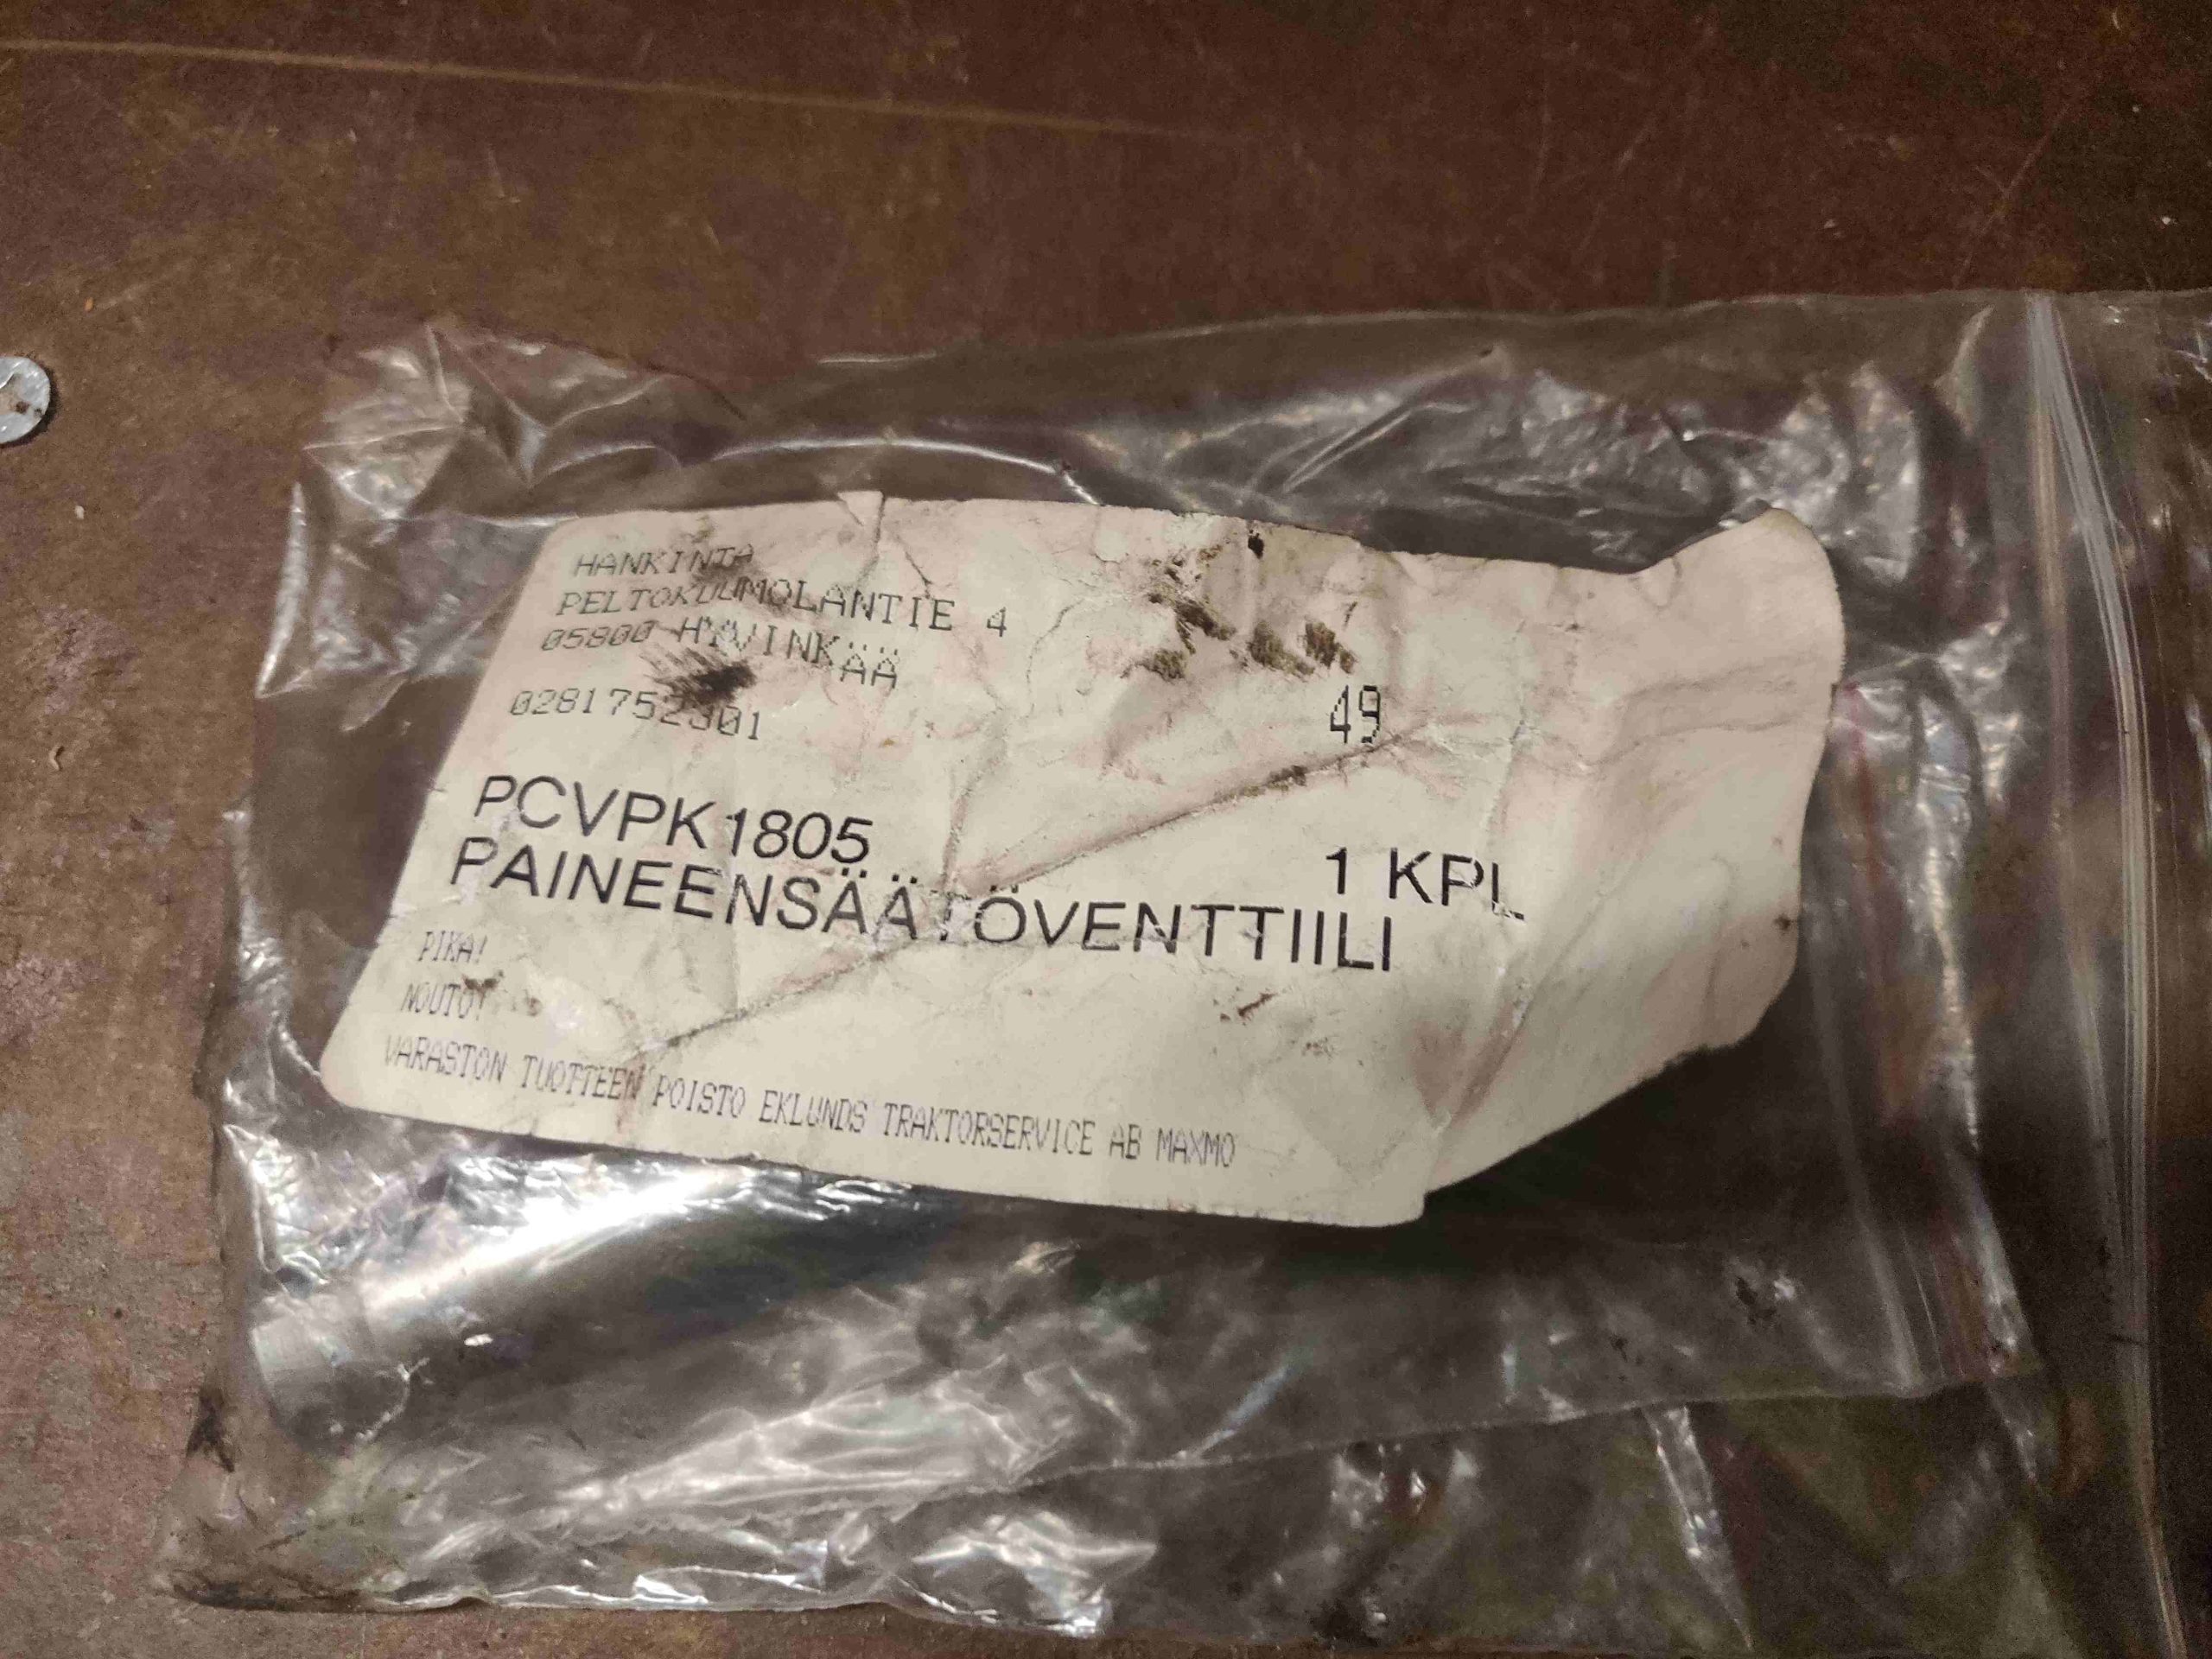 HANKINTA
PELTOKUUMOLANTIE 4
05800 HYVINKÄÄ
0281752301 49
PCVPK1805 1 KPL
PAINEENSÄÄTÖVENTTIILI
PIKA!
NOUTO!
VARASTON TUOTTEEN POISTO EKLUNDS TRAKTORSERVICE AB MAXMO